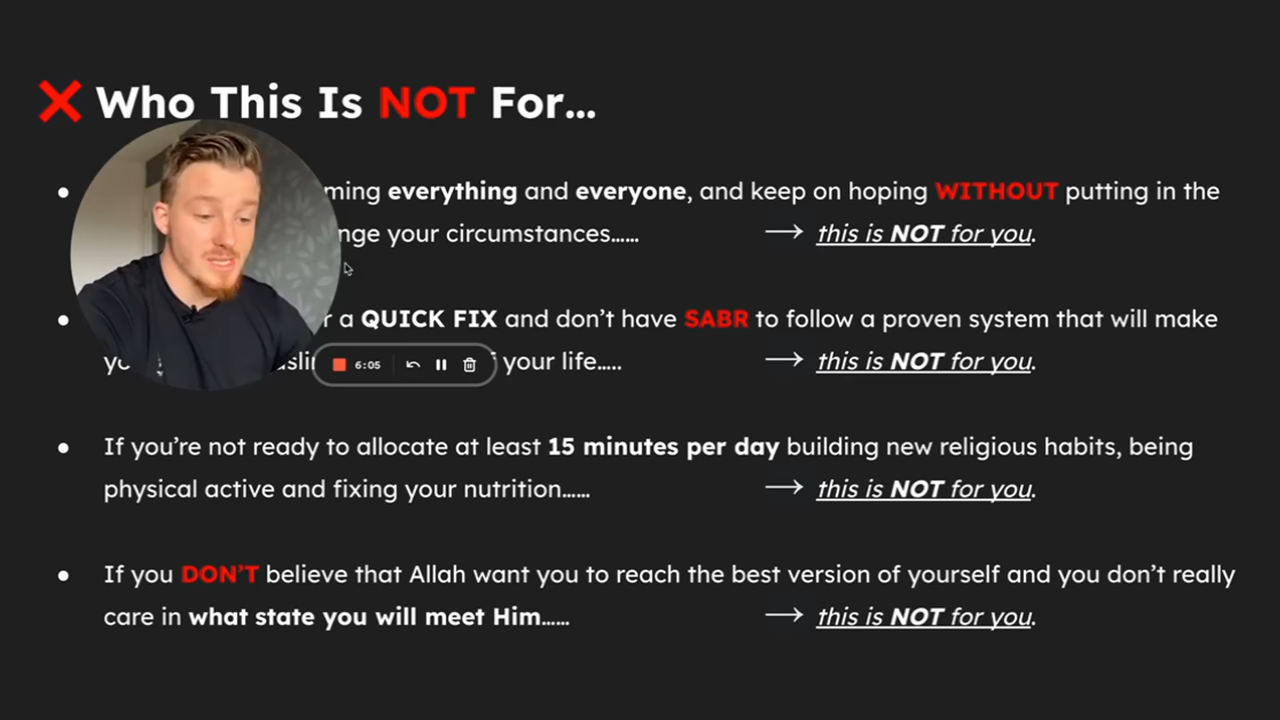 ❌ Who This Is NOT For...
ming everything and everyone, and keep on hoping WITHOUT putting in the
nge your circumstances...... → this is NOT for you.
r a QUICK FIX and don't have SABR to follow a proven system that will make
your life..... → this is NOT for you.
6:05
● If you're not ready to allocate at least 15 minutes per day building new religious habits, being
physical active and fixing your nutrition...... → this is NOT for you.
● If you DON'T believe that Allah want you to reach the best version of yourself and you don't really
care in what state you will meet Him...... → this is NOT for you.